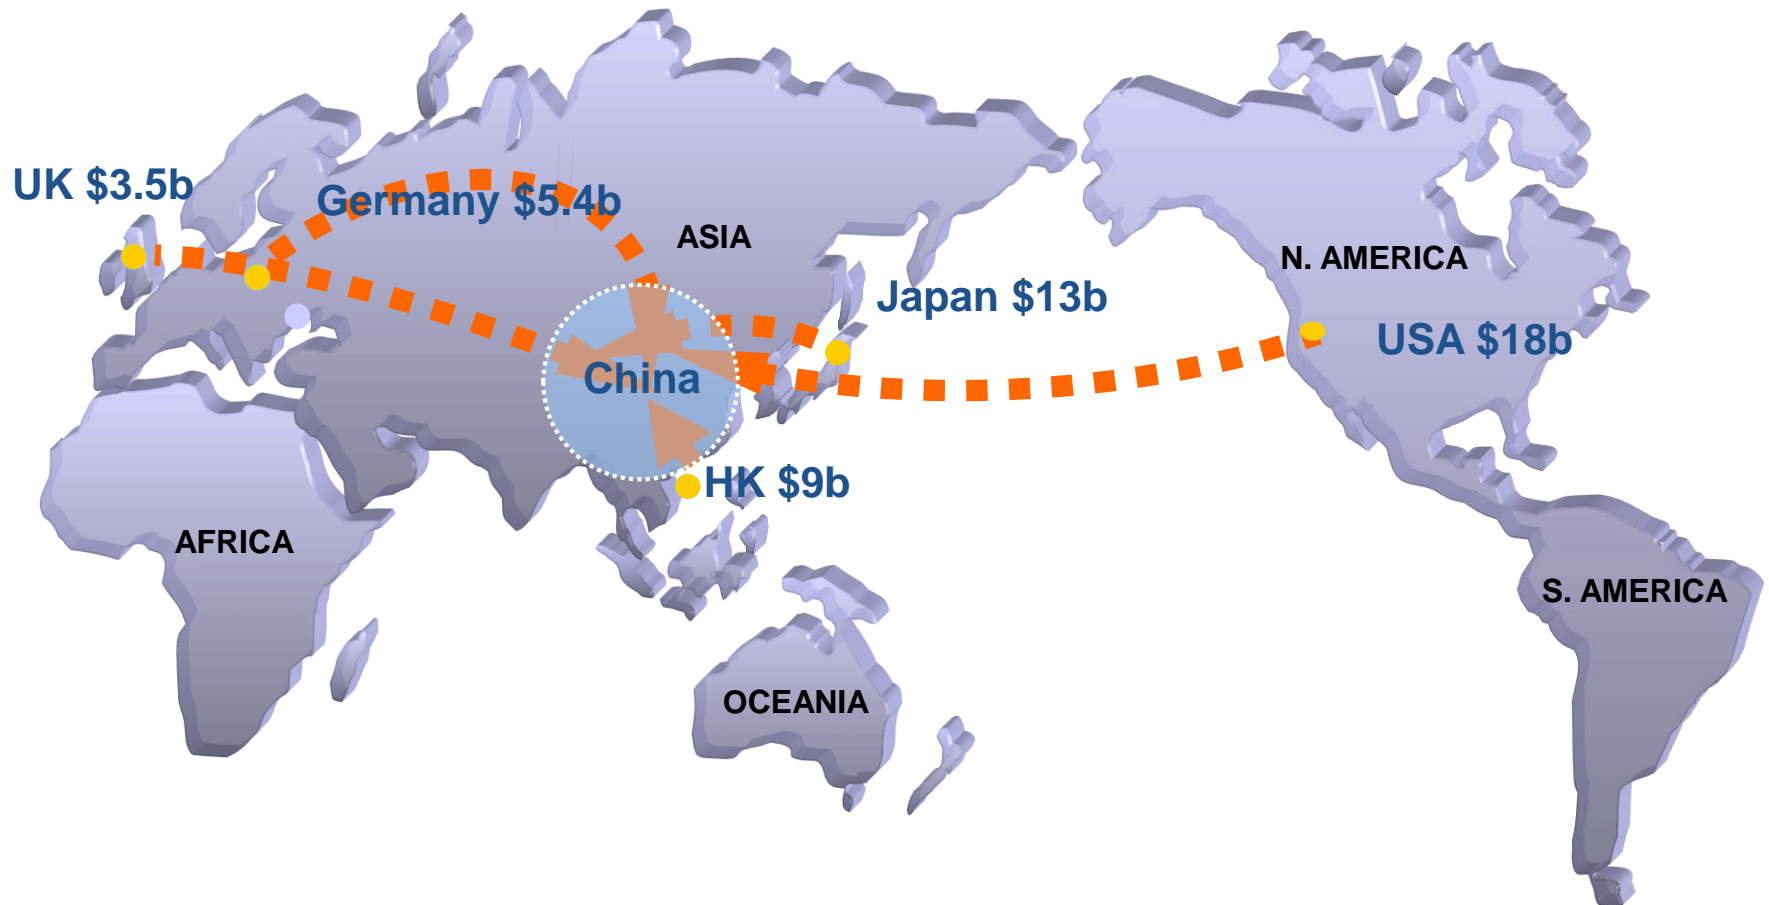 UK $3.5b
Germany $5.4b
ASIA
N. AMERICA
Japan $13b
USA $18b
China
HK $9b
AFRICA
S. AMERICA
OCEANIA